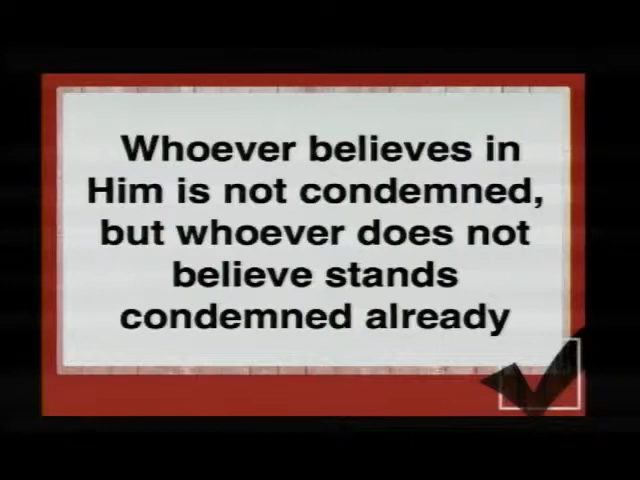 Whoever believes in
Him is not condemned,
but whoever does not
believe stands
condemned already